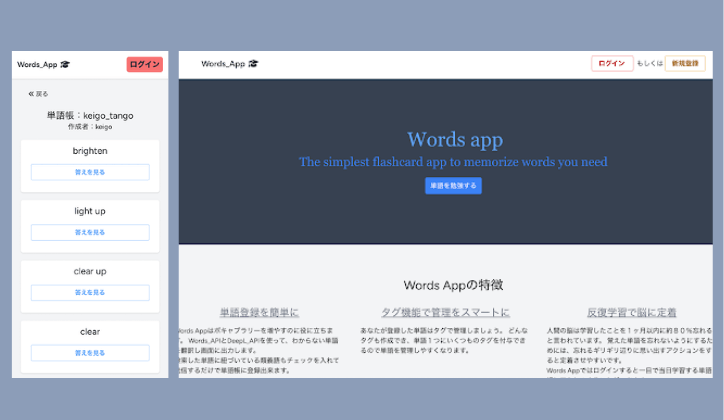 Words_App
ログイン
戻る
単語帳：keigo_tango
作成者：keigo
brighten
答えを見る
light up
答えを見る
clear up
答えを見る
clear
答えを見る
Words_App
ログイン もしくは 新規登録
Words app
The simplest flashcard app to memorize words you need
単語を勉強する
Words Appの特徴
単語登録を簡単に
Words Appはボキャブラリーを増やすのに役に立ちま
す。Words_APIとDeepL_APIを使って、わからない単語
を翻訳し画面に出力します。
検索した単語に紐づいている類義語もチェックを入れて
送信するだけで単語帳に登録出来ます。
タグ機能で管理をスマートに
あなたが登録した単語はタグで管理しましょう。どんな
タグも作成でき、単語１つにいくつものタグを付与でき
るので単語を管理しやすくなります。
反復学習で脳に定着
人間の脳は学習したことを１ヶ月以内に約８０％忘れる
と言われています。 覚えた単語を忘れないようにするた
めには、忘れるギリギリ辺りに思い出すアクションをす
ると定着させやすいです。
Words Appではログインすると一回で当日学習する単語